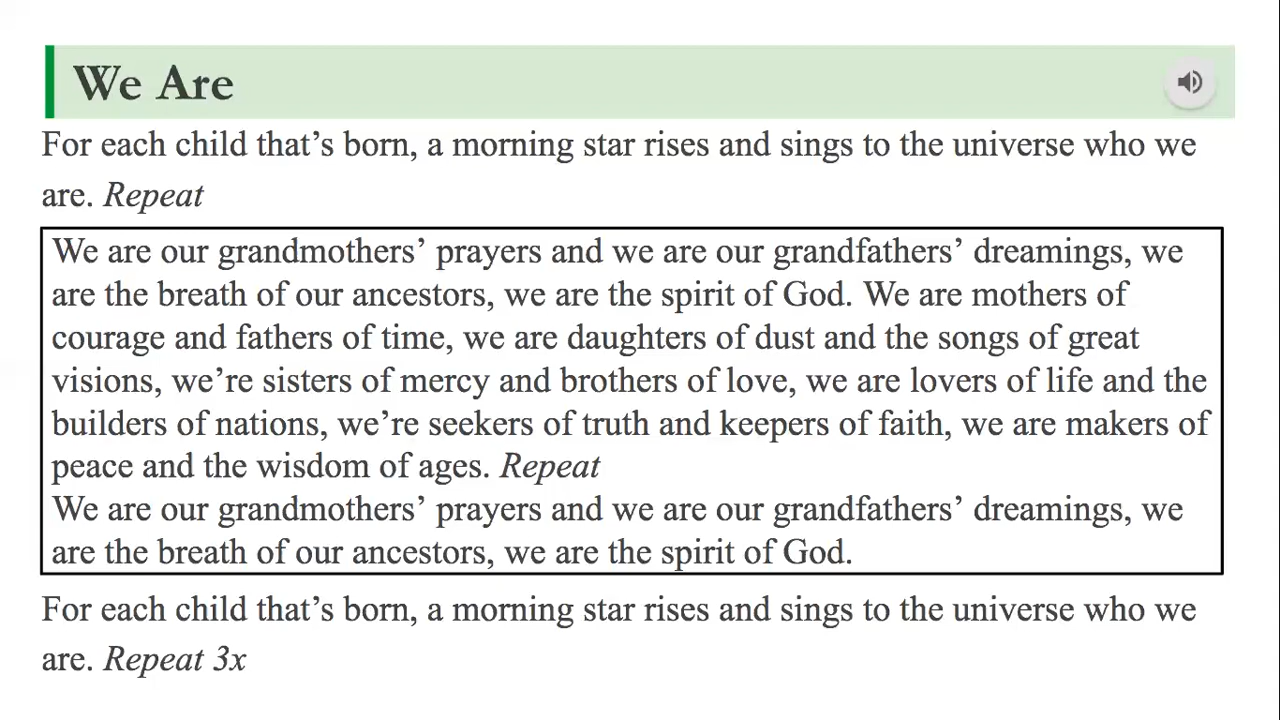 We Are
For each child that’s born, a morning star rises and sings to the universe who we
are. Repeat
We are our grandmothers’ prayers and we are our grandfathers’ dreamings, we
are the breath of our ancestors, we are the spirit of God. We are mothers of
courage and fathers of time, we are daughters of dust and the songs of great
visions, we’re sisters of mercy and brothers of love, we are lovers of life and the
builders of nations, we’re seekers of truth and keepers of faith, we are makers of
peace and the wisdom of ages. Repeat
We are our grandmothers’ prayers and we are our grandfathers’ dreamings, we
are the breath of our ancestors, we are the spirit of God.
For each child that’s born, a morning star rises and sings to the universe who we
are. Repeat 3x